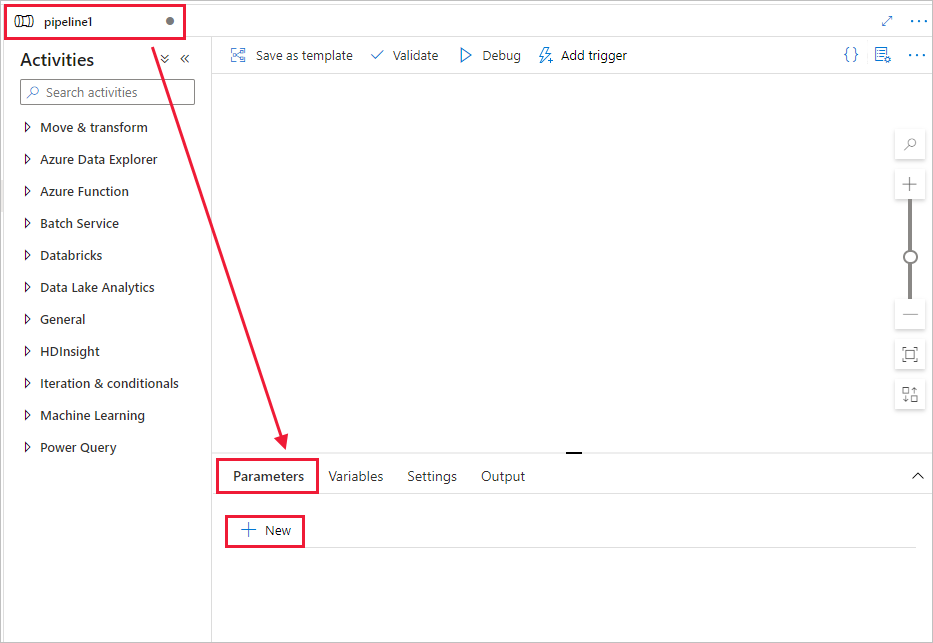 pipeline1
Activities
Save as template
Validate
Debug
Add trigger
Search activities
Move & transform
Azure Data Explorer
Azure Function
Batch Service
Databricks
Data Lake Analytics
General
HDInsight
Iteration & conditionals
Machine Learning
Power Query
Parameters
Variables
Settings
Output
New